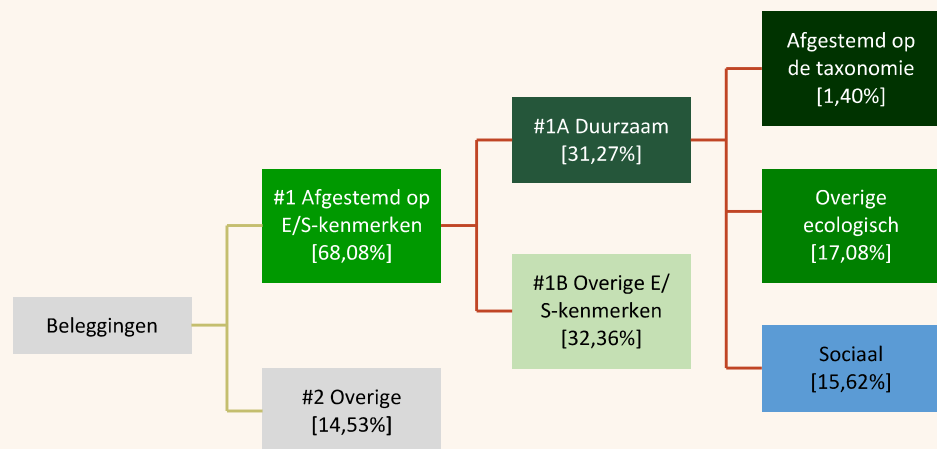 Beleggingen
#1 Afgestemd op
E/S-kenmerken
[68,08%]
#2 Overige
[14,53%]
#1A Duurzaam
[31,27%]
#1B Overige E/
S-kenmerken
[32,36%]
Afgestemd op
de taxonomie
[1,40%]
Overige
ecologisch
[17,08%]
Sociaal
[15,62%]